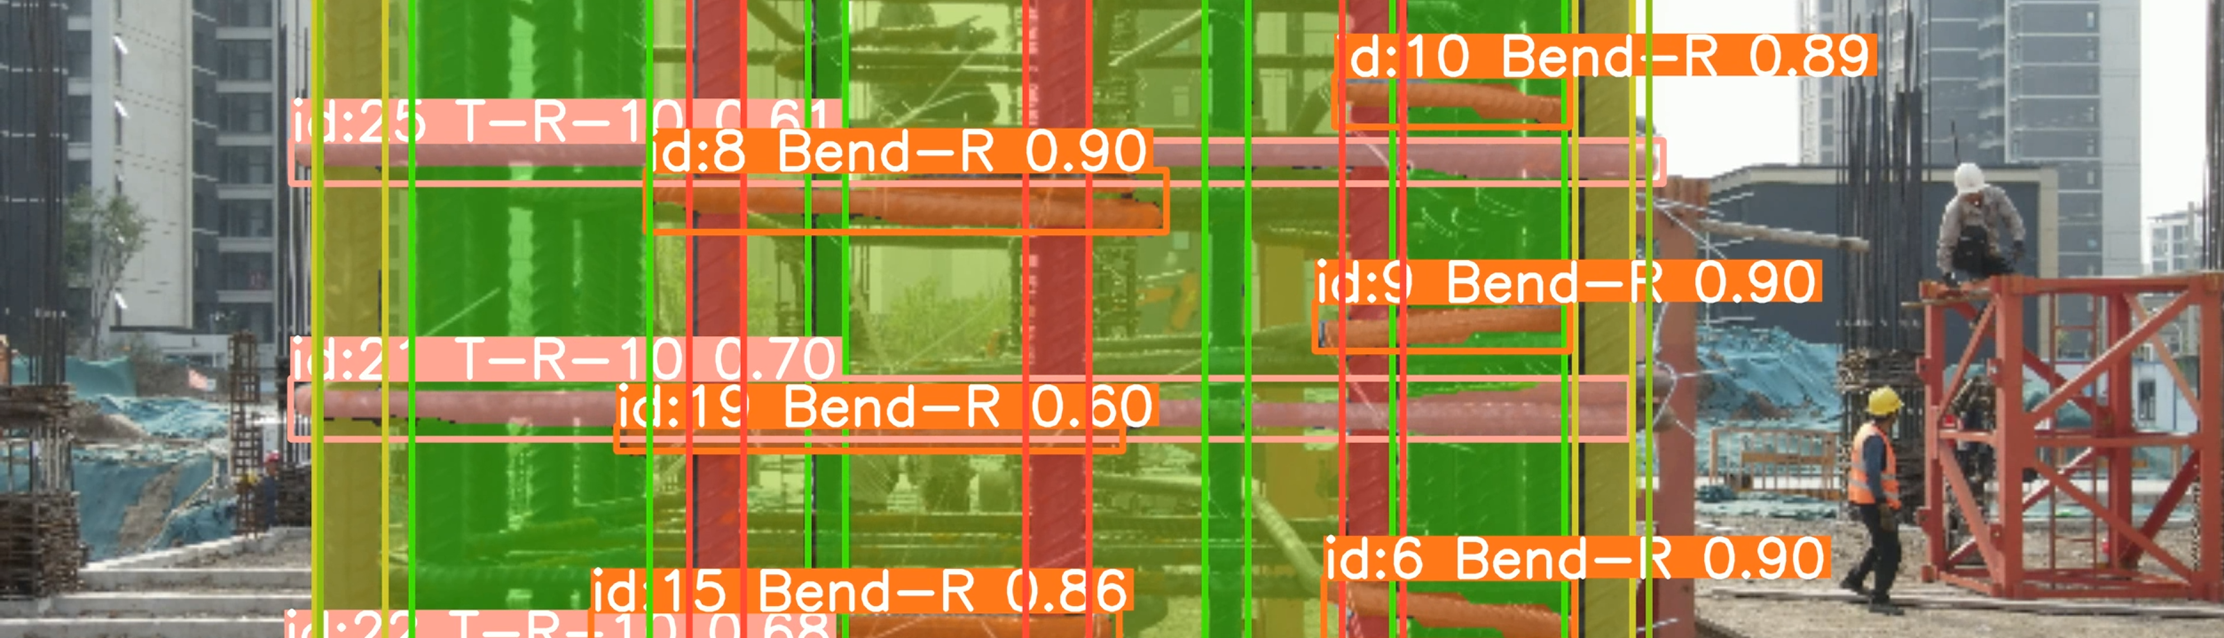 id:10 Bend-R 0.89
id:25 T-R-10 0.61
id:8 Bend-R 0.90
id:9 Bend-R 0.90
id:21 T-R-10 0.70
id:19 Bend-R 0.60
id:6 Bend-R 0.90
id:15 Bend-R 0.86
id:22 T-R-10 0.68